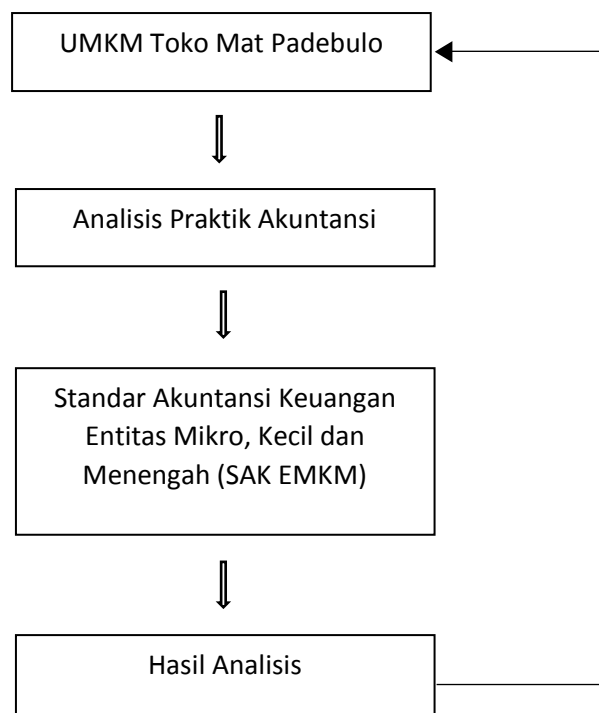 UMKM Toko Mat Padebulo
Analisis Praktik Akuntansi
Standar Akuntansi Keuangan
Entitas Mikro, Kecil dan
Menengah (SAK EMKM)
Hasil Analisis